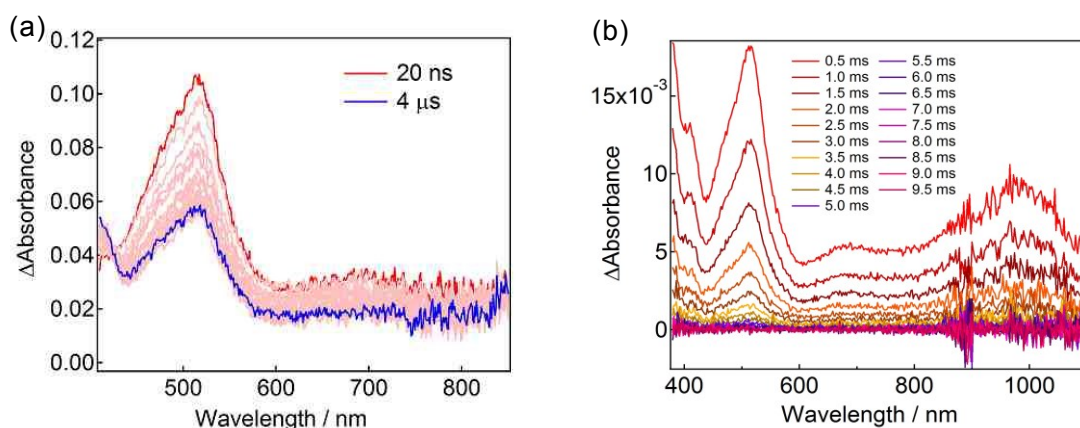 (a)
0.12
0.10
0.08
0.06
0.04
0.02
0.00
ΔAbsorbance
20 ns
4 μs
500 600 700 800
Wavelength / nm
(b)
15x10⁻³
10
5
0
ΔAbsorbance
0.5 ms 5.5 ms
1.0 ms 6.0 ms
1.5 ms 6.5 ms
2.0 ms 7.0 ms
2.5 ms 7.5 ms
3.0 ms 8.0 ms
3.5 ms 8.5 ms
4.0 ms 9.0 ms
4.5 ms 9.5 ms
5.0 ms
400 600 800 1000
Wavelength / nm